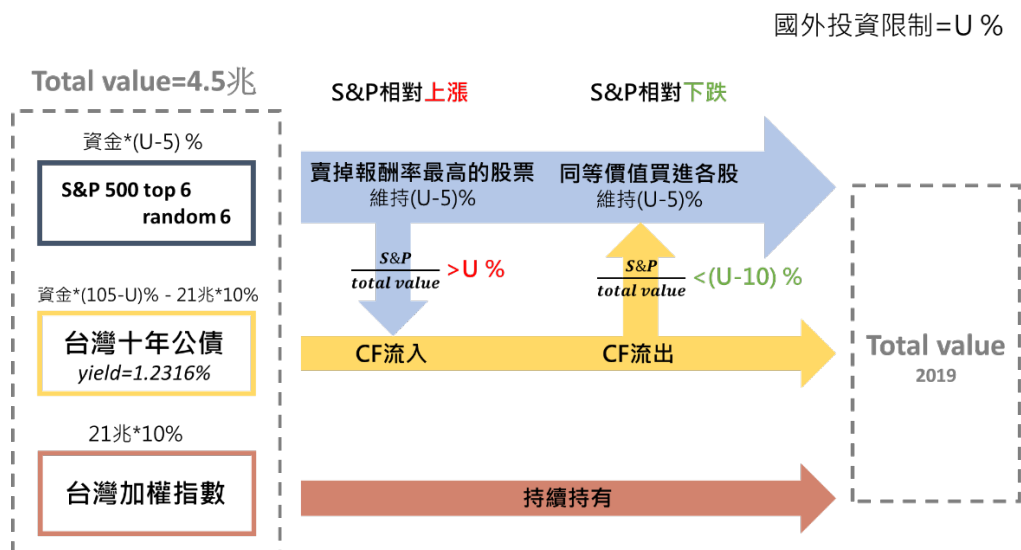 國外投資限制=U %
Total value=4.5兆
S&P相對上漲
S&P相對下跌
資金*(U-5) %
S&P 500 top 6
random 6
賣掉報酬率最高的股票
維持(U-5)%
同等價值買進各股
維持(U-5)%
S&P
total value
>U %
S&P
total value
<(U-10) %
資金*(105-U)% - 21兆*10%
台灣十年公債
yield=1.2316%
CF流入
CF流出
Total value
2019
21兆*10%
台灣加權指數
持續持有